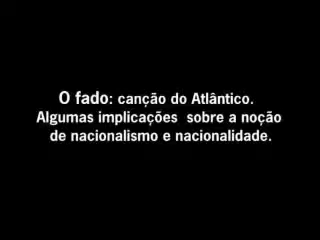 O fado: canção do Atlântico.
Algumas implicações sobre a noção
de nacionalismo e nacionalidade.